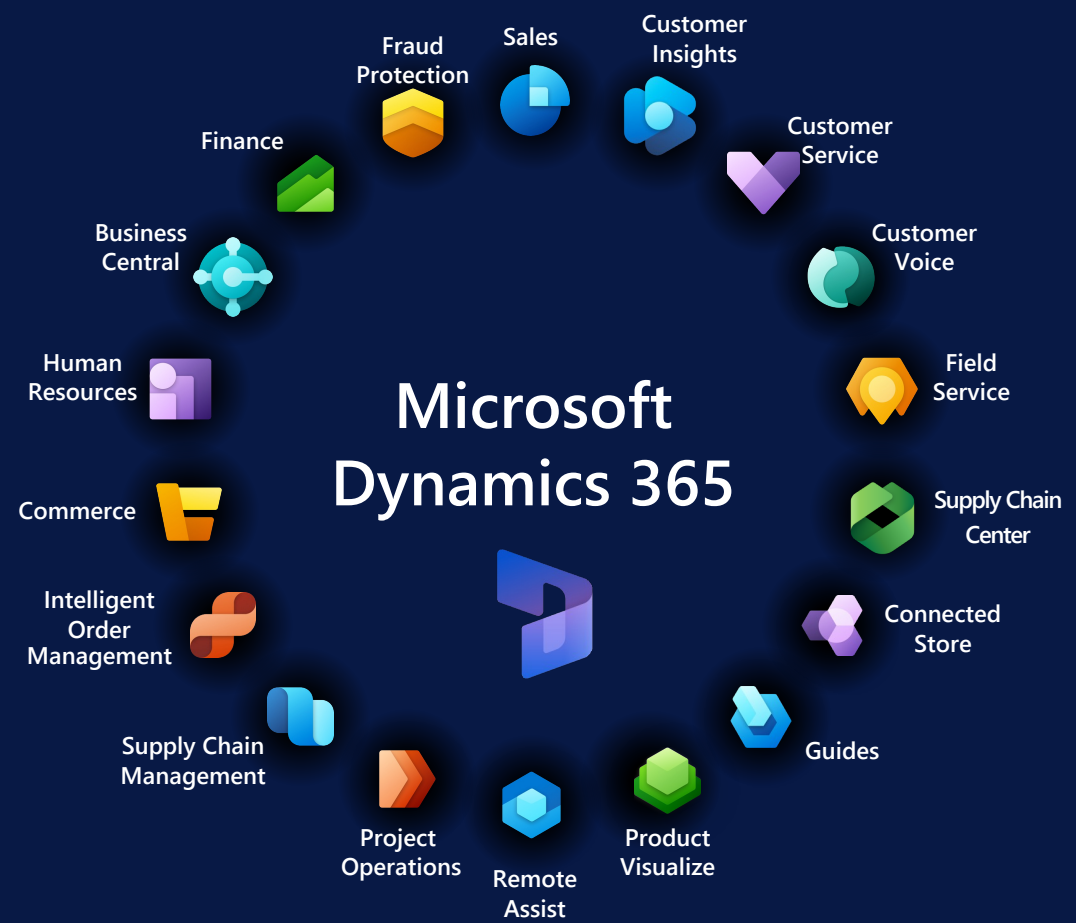 Microsoft
Dynamics 365
Sales
Customer
Insights
Customer
Service
Customer
Voice
Field
Service
Supply Chain
Center
Connected
Store
Guides
Product
Visualize
Remote
Assist
Project
Operations
Supply Chain
Management
Intelligent
Order
Management
Commerce
Human
Resources
Business
Central
Finance
Fraud
Protection